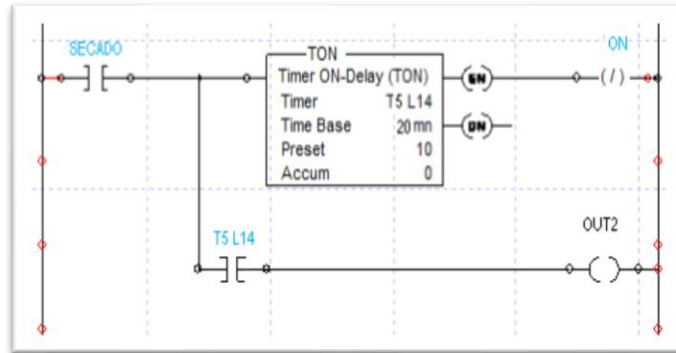 SECADO
TON
ON
Timer ON-Delay (TON)
EN
( / )
Timer T5 L14
Time Base 20 mn
DN
Preset 10
Accum 0
T5 L14
OUT2